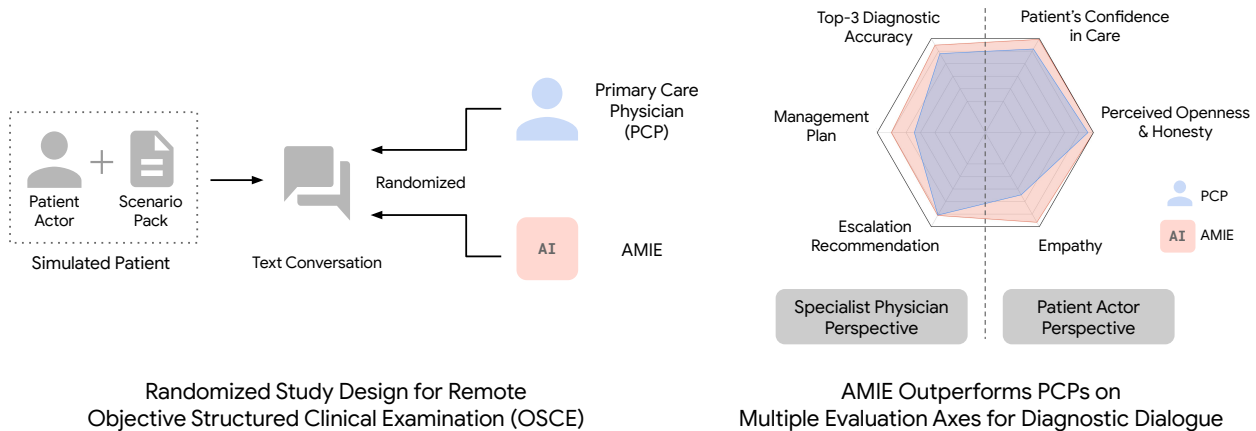 Patient
Actor
Scenario
Pack
Simulated Patient
Text Conversation
Randomized
Primary Care
Physician
(PCP)
AI
AMIE
Randomized Study Design for Remote
Objective Structured Clinical Examination (OSCE)
Top-3 Diagnostic
Accuracy
Patient's Confidence
in Care
Management
Plan
Perceived Openness
& Honesty
Escalation
Recommendation
Empathy
PCP
AI
AMIE
Specialist Physician
Perspective
Patient Actor
Perspective
AMIE Outperforms PCPs on
Multiple Evaluation Axes for Diagnostic Dialogue